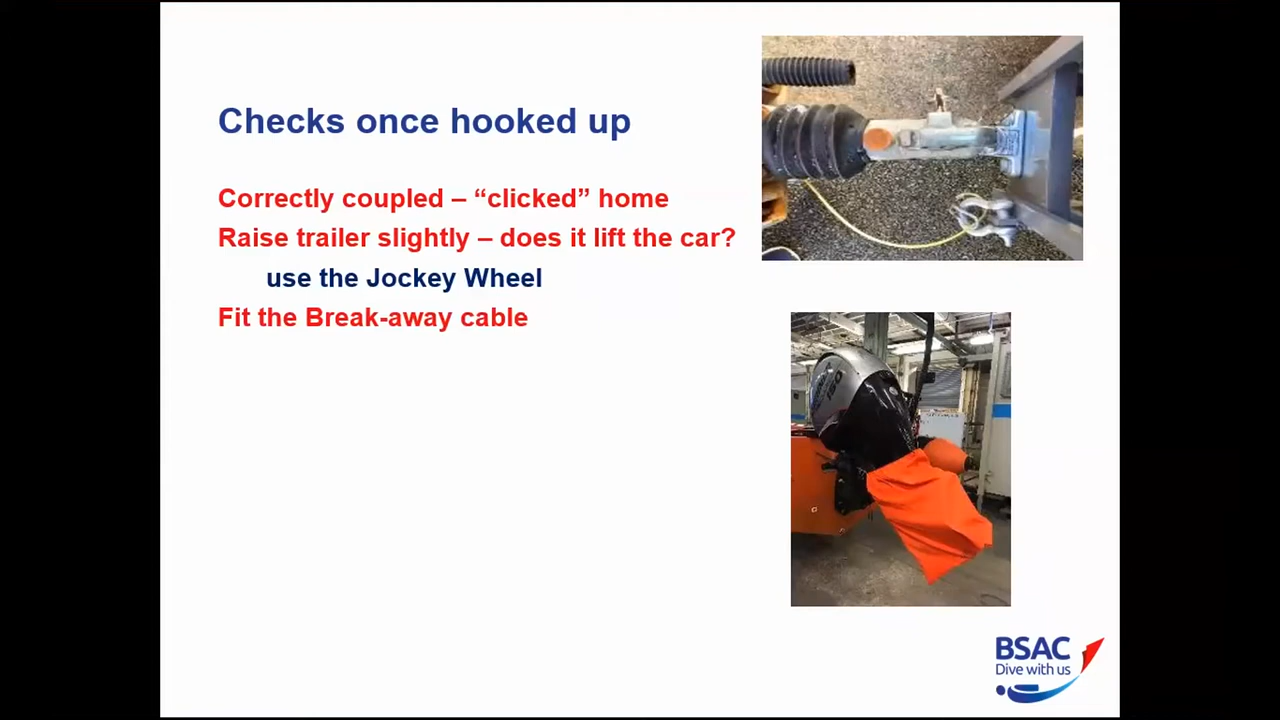 Checks once hooked up
Correctly coupled – “clicked” home
Raise trailer slightly – does it lift the car?
use the Jockey Wheel
Fit the Break-away cable
BSAC
Dive with us